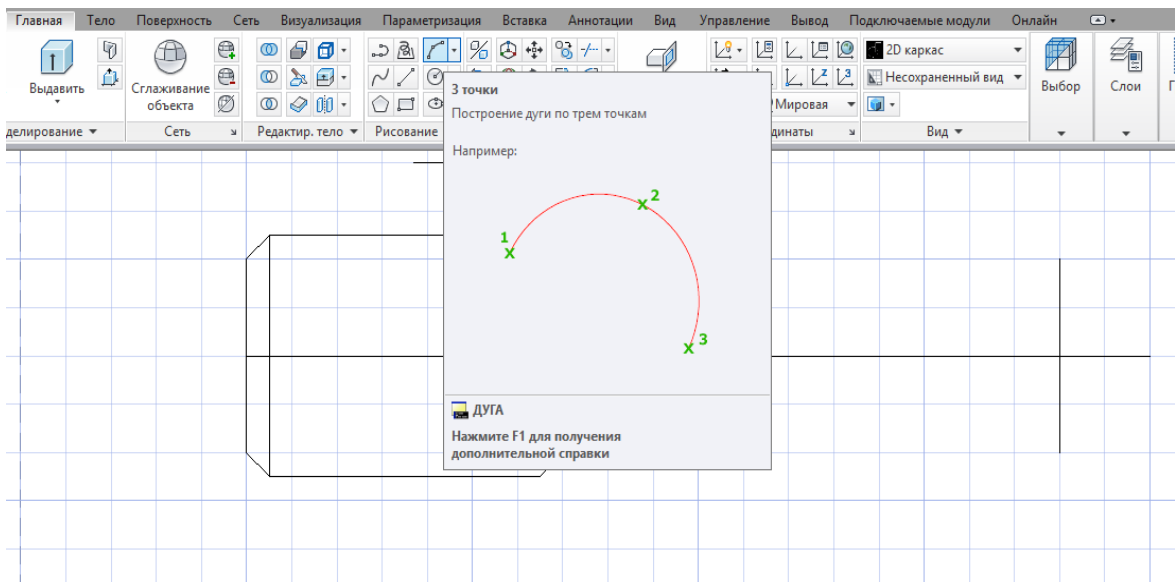 Главная Тело Поверхность Сеть Визуализация Параметризация Вставка Аннотации Вид Управление Вывод Подключаемые модули Онлайн
2D каркас
Выдавить
Сглаживание
объекта
Несохраненный вид
Выбор
Слои
Мировая
делирование Сеть Редактир. тело Рисование
динаты Вид
3 точки
Построение дуги по трем точкам
Например:
1
2
3
ДУГА
Нажмите F1 для получения
дополнительной справки